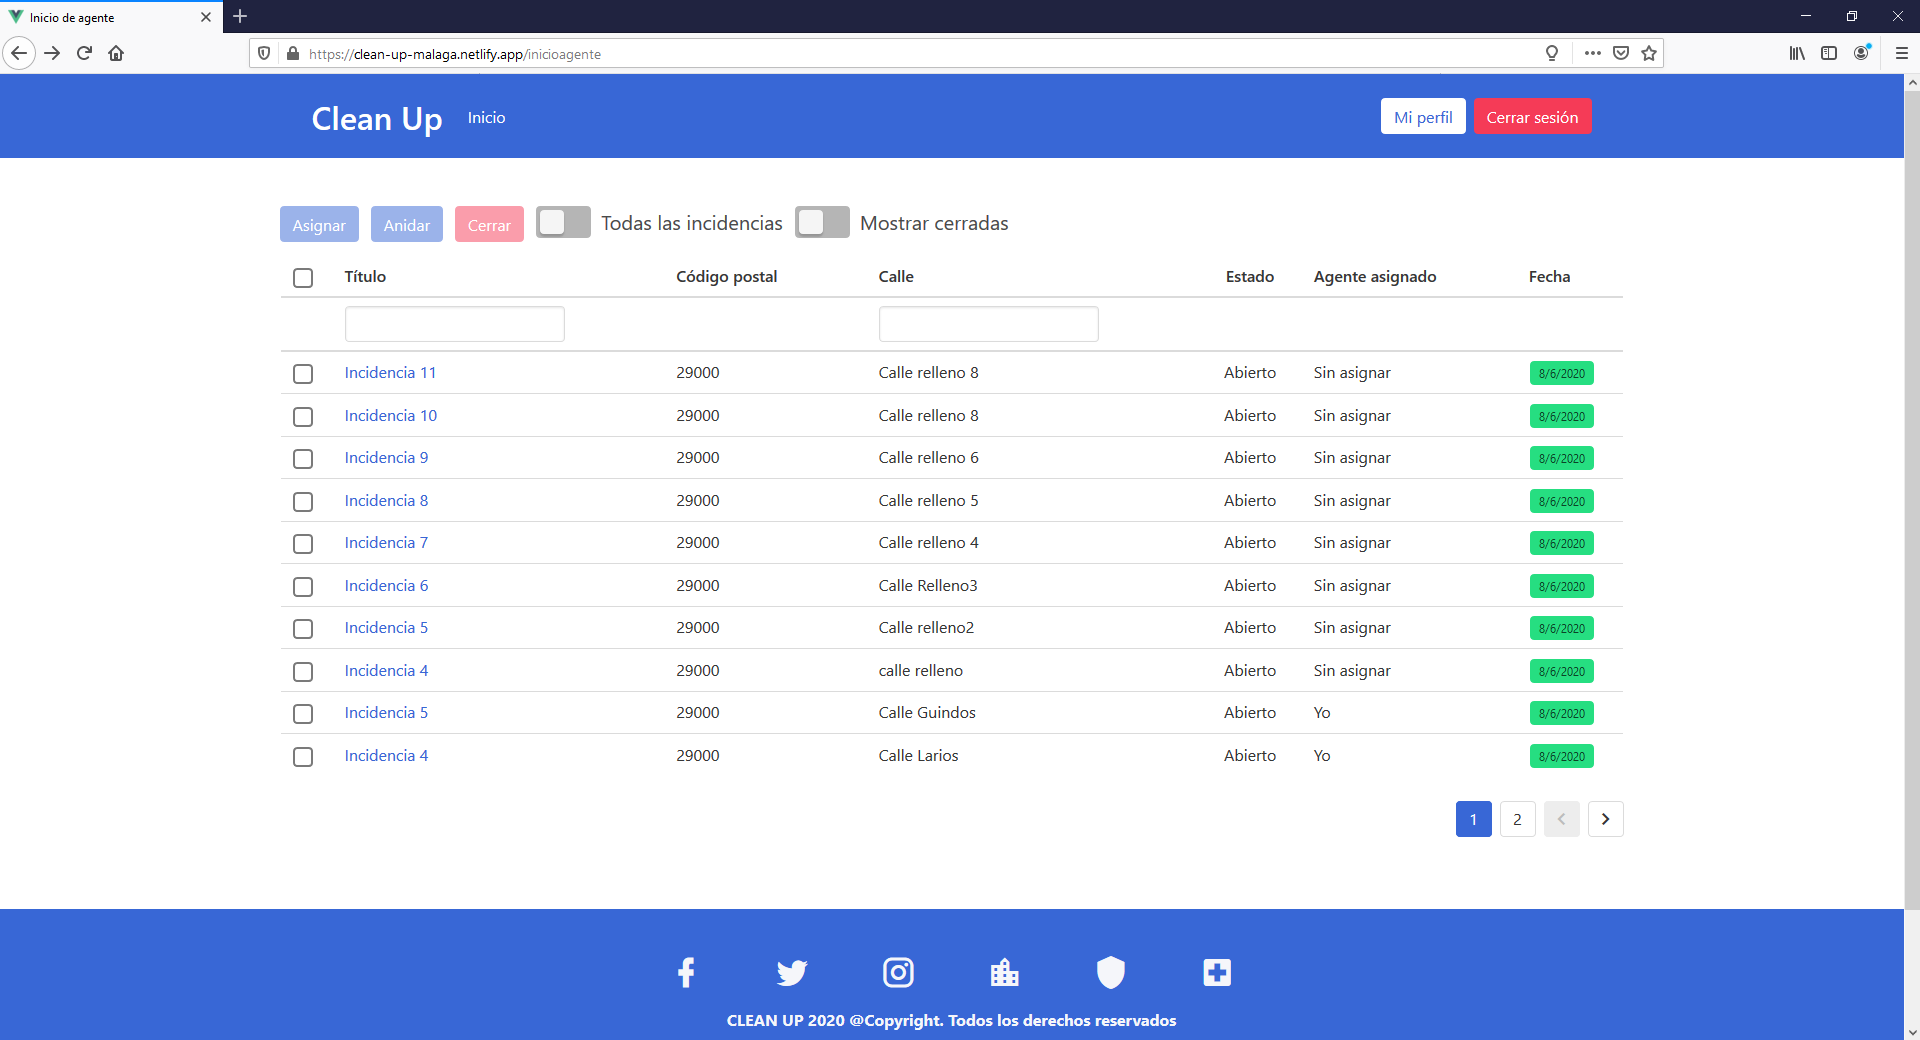 Inicio de agente
https://clean-up-malaga.netlify.app/inicioagente
Clean Up Inicio Mi perfil Cerrar sesión
Asignar Anidar Cerrar Todas las incidencias Mostrar cerradas
Título Código postal Calle Estado Agente asignado Fecha
Incidencia 11 29000 Calle relleno 8 Abierto Sin asignar 8/6/2020
Incidencia 10 29000 Calle relleno 8 Abierto Sin asignar 8/6/2020
Incidencia 9 29000 Calle relleno 6 Abierto Sin asignar 8/6/2020
Incidencia 8 29000 Calle relleno 5 Abierto Sin asignar 8/6/2020
Incidencia 7 29000 Calle relleno 4 Abierto Sin asignar 8/6/2020
Incidencia 6 29000 Calle Relleno3 Abierto Sin asignar 8/6/2020
Incidencia 5 29000 Calle relleno2 Abierto Sin asignar 8/6/2020
Incidencia 4 29000 calle relleno Abierto Sin asignar 8/6/2020
Incidencia 5 29000 Calle Guindos Abierto Yo 8/6/2020
Incidencia 4 29000 Calle Larios Abierto Yo 8/6/2020
1 2
CLEAN UP 2020 @Copyright. Todos los derechos reservados